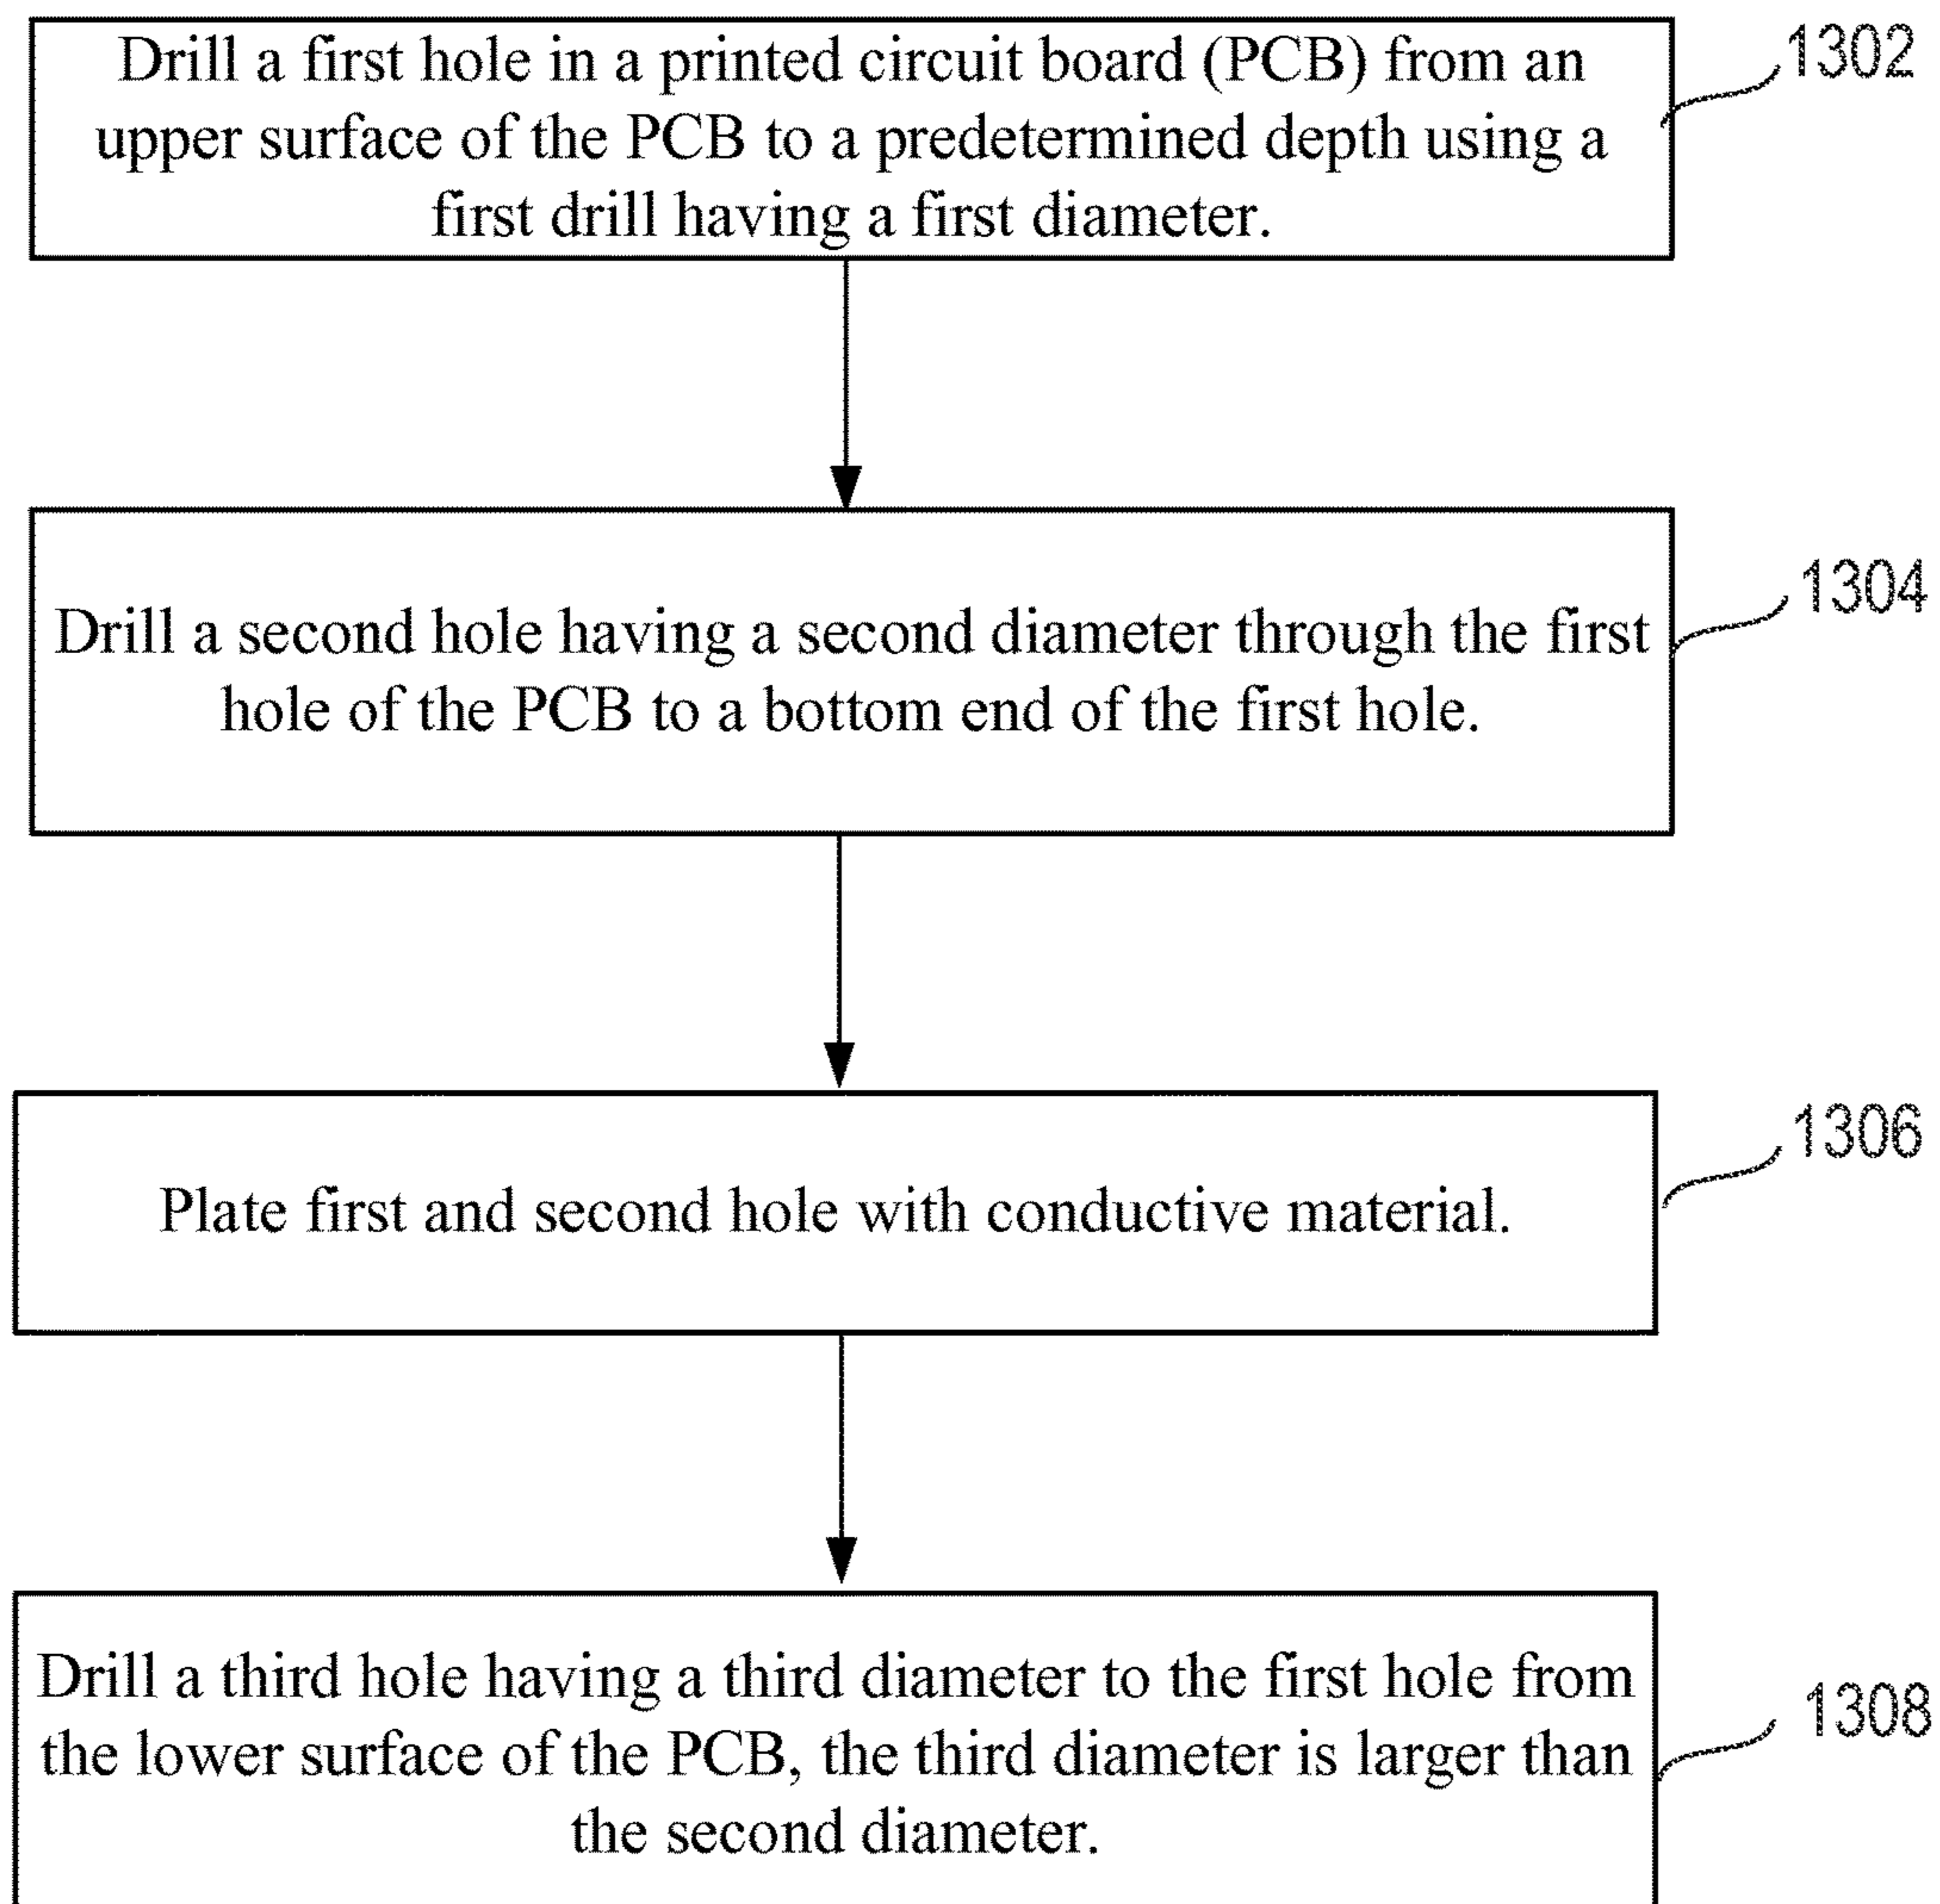 Drill a first hole in a printed circuit board (PCB) from an
upper surface of the PCB to a predetermined depth using a
first drill having a first diameter.
1302
Drill a second hole having a second diameter through the first
hole of the PCB to a bottom end of the first hole.
1304
Plate first and second hole with conductive material.
1306
Drill a third hole having a third diameter to the first hole from
the lower surface of the PCB, the third diameter is larger than
the second diameter.
1308